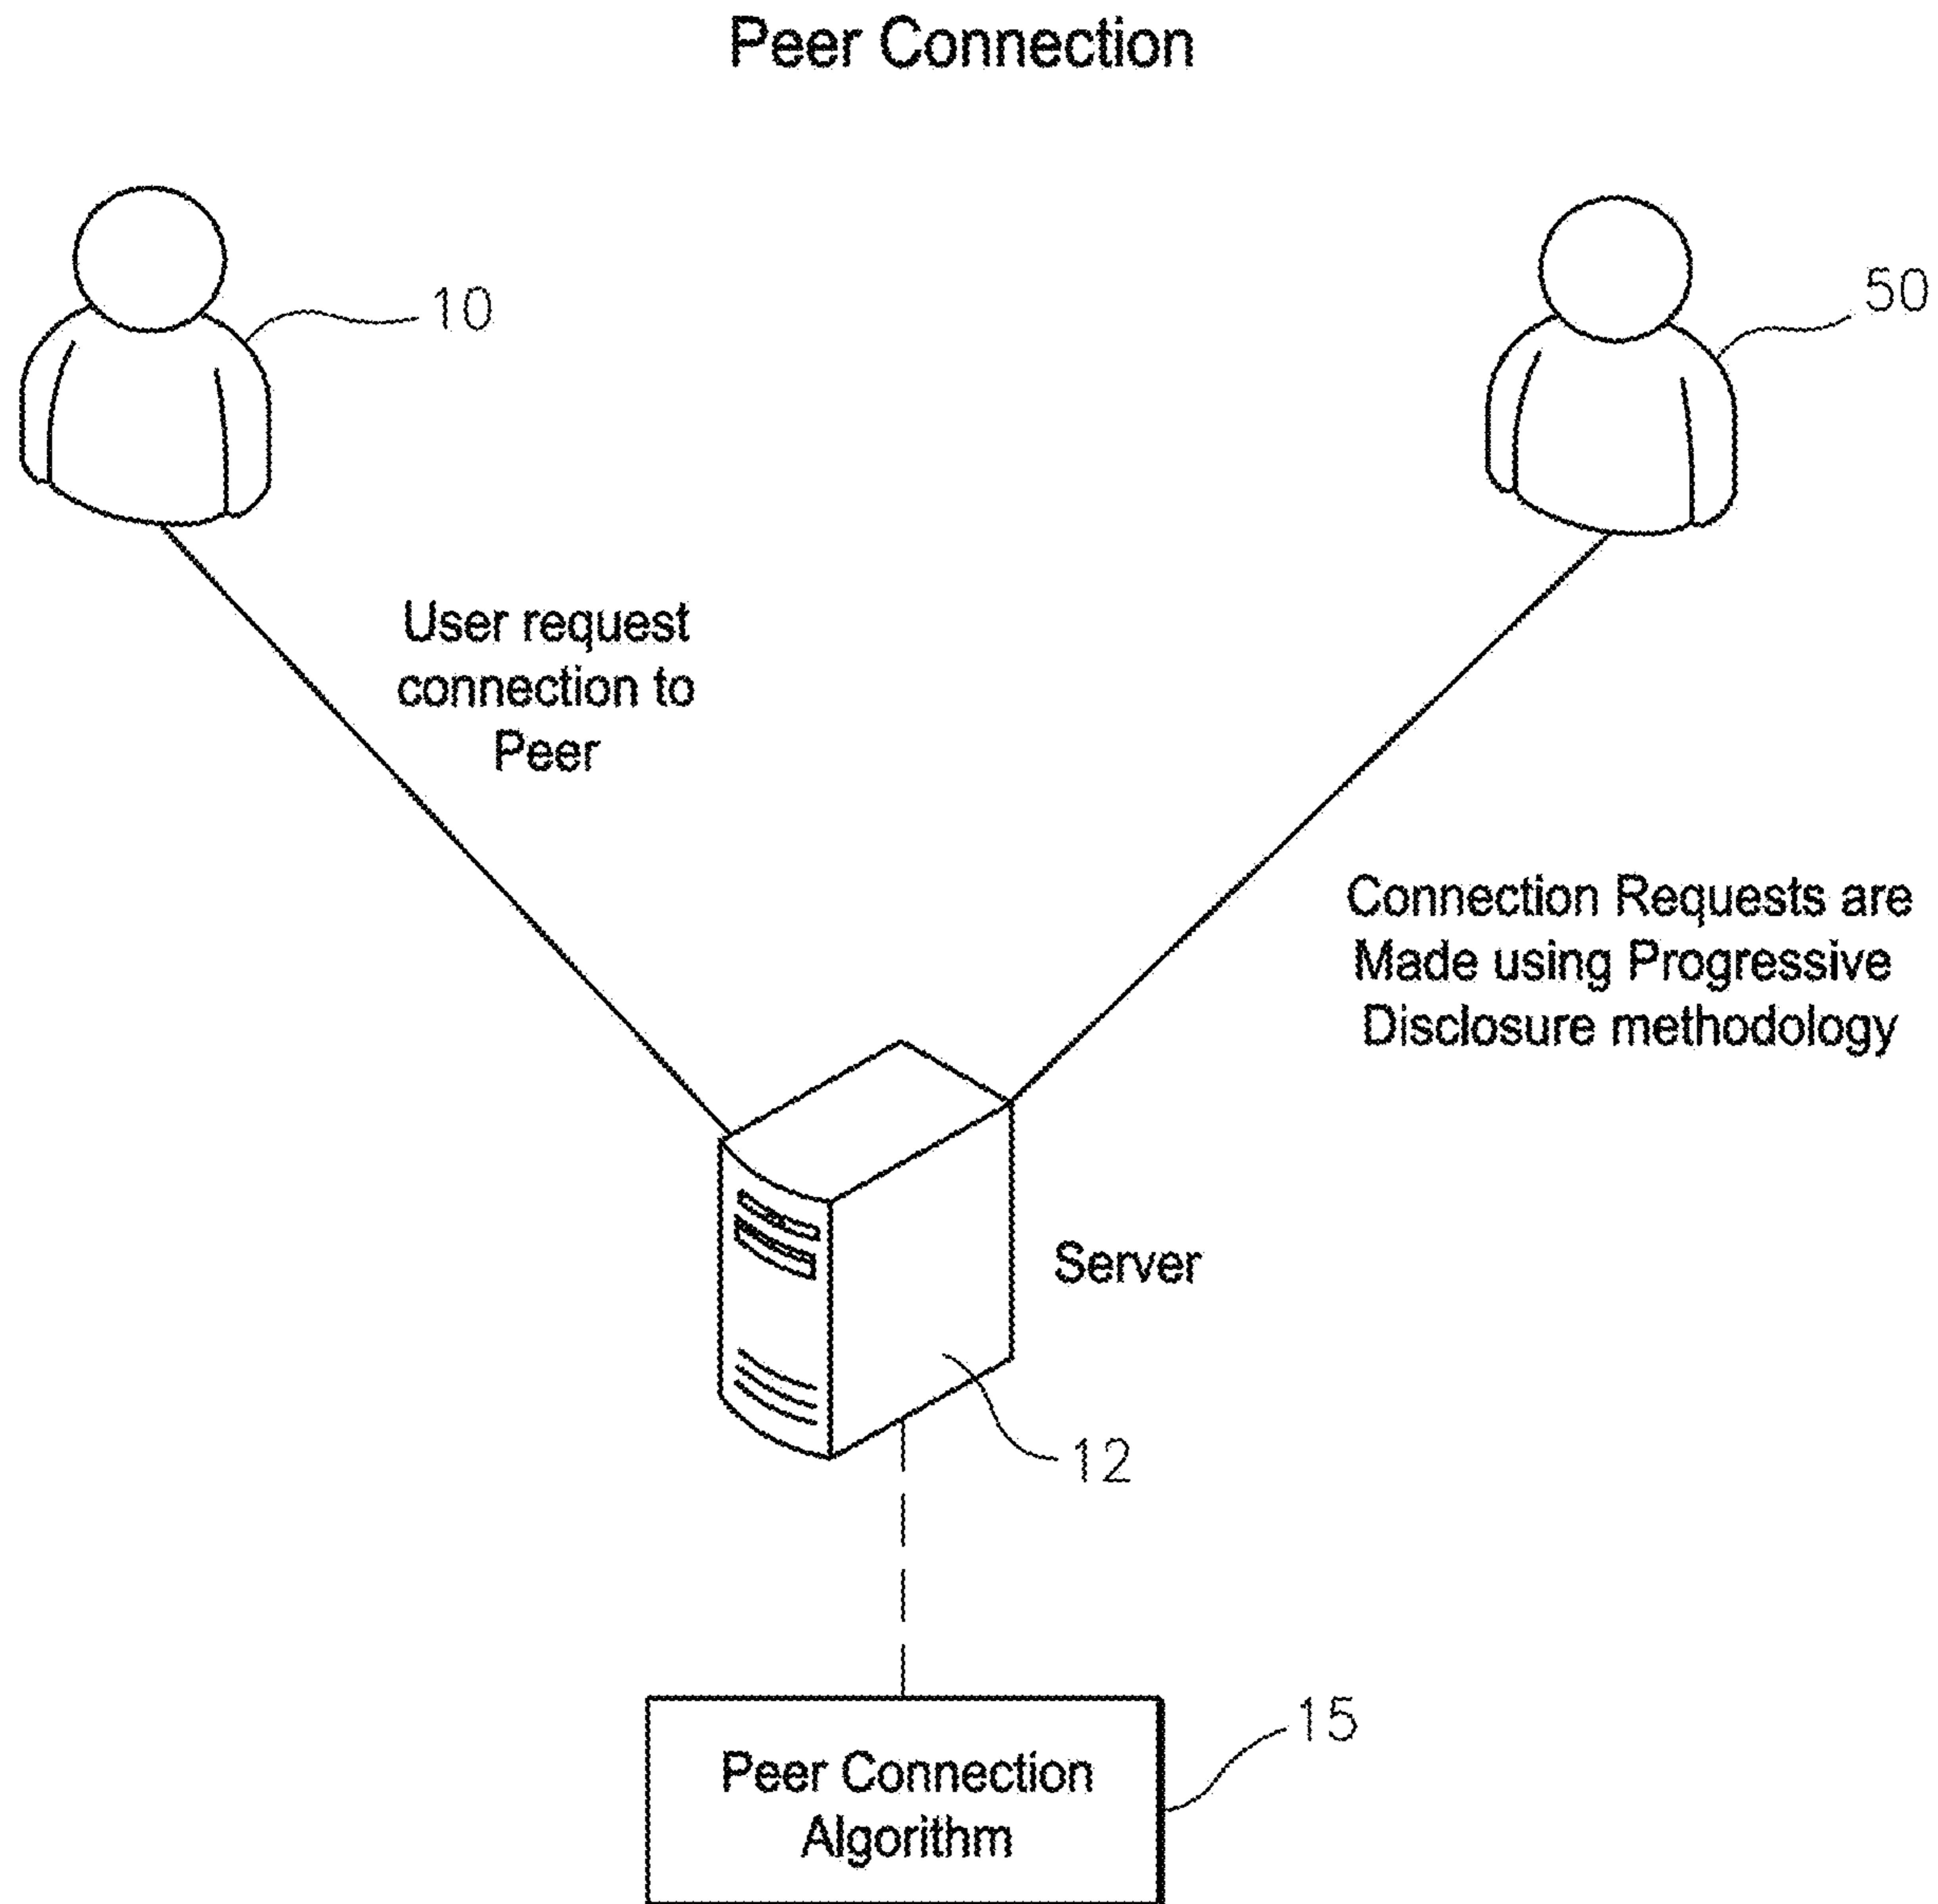 Peer Connection
10
50
User request
connection to
Peer
Connection Requests are
Made using Progressive
Disclosure methodology
Server
12
15
Peer Connection
Algorithm